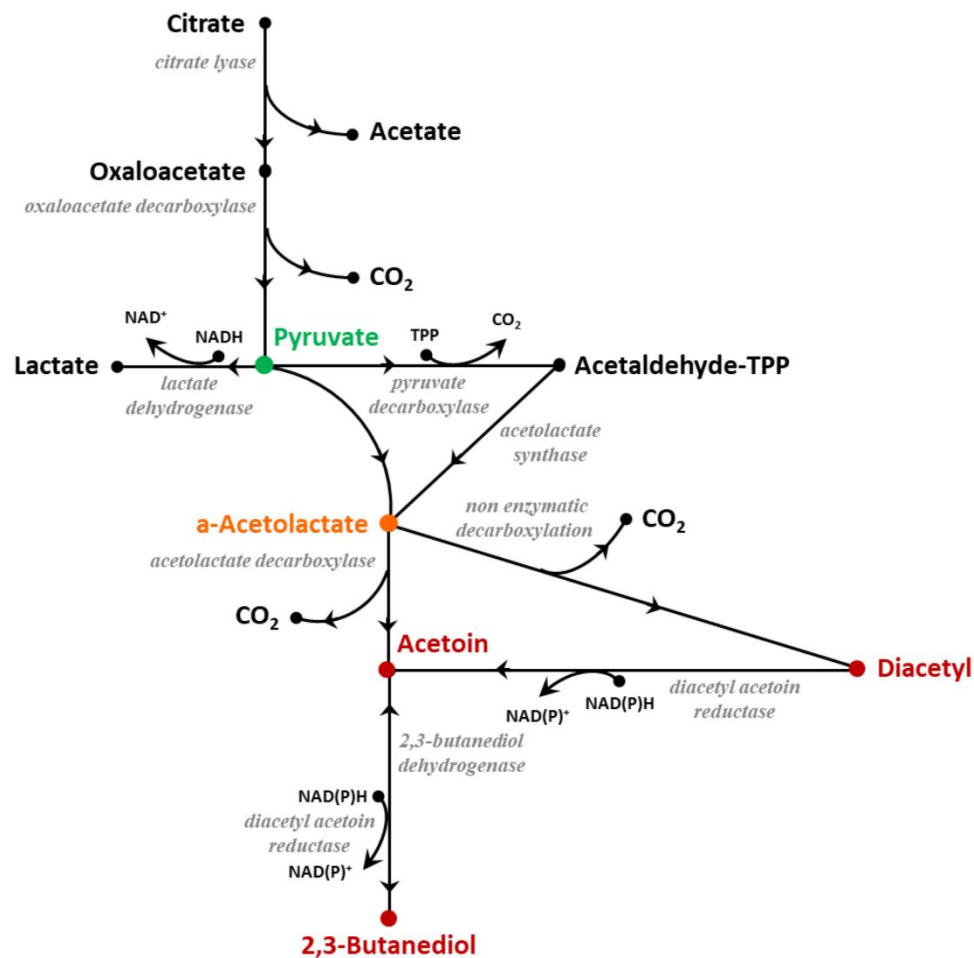 Citrate
citrate lyase
Acetate
Oxaloacetate
oxaloacetate decarboxylase
CO₂
NAD⁺
NADH
Pyruvate
TPP
CO₂
Lactate
Acetaldehyde-TPP
lactate
dehydrogenase
pyruvate
decarboxylase
acetolactate
synthase
a-Acetolactate
non enzymatic
decarboxylation
CO₂
acetolactate decarboxylase
CO₂
Acetoin
Diacetyl
NAD(P)⁺
NAD(P)H
diacetyl acetoin
reductase
2,3-butanediol
dehydrogenase
NAD(P)H
diacetyl acetoin
reductase
NAD(P)⁺
2,3-Butanediol